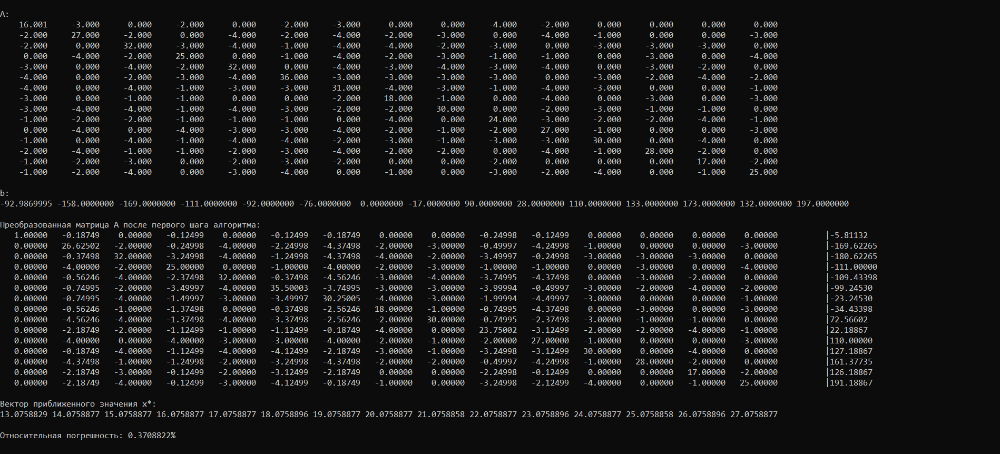 A:
16.001 -3.000 0.000 -2.000 0.000 -2.000 -3.000 0.000 0.000 -4.000 -2.000 0.000 0.000 0.000 0.000
-2.000 27.000 -2.000 0.000 -4.000 -2.000 -4.000 -2.000 -3.000 0.000 -4.000 -1.000 0.000 0.000 -3.000
-2.000 0.000 32.000 -3.000 -4.000 -1.000 -4.000 -4.000 -2.000 -3.000 0.000 -3.000 -3.000 -3.000 0.000
0.000 -4.000 -2.000 25.000 0.000 -1.000 -4.000 -2.000 -3.000 -1.000 -1.000 0.000 -3.000 0.000 -4.000
-3.000 0.000 -4.000 -2.000 32.000 0.000 -4.000 -3.000 -4.000 -3.000 -4.000 0.000 -3.000 -2.000 0.000
-4.000 0.000 -2.000 -3.000 -4.000 36.000 -3.000 -3.000 -3.000 -3.000 0.000 -3.000 -2.000 -4.000 -2.000
-4.000 0.000 -4.000 -1.000 -3.000 -3.000 31.000 -4.000 -3.000 -1.000 -4.000 -3.000 0.000 0.000 -1.000
-3.000 0.000 -1.000 -1.000 0.000 0.000 -2.000 18.000 -1.000 0.000 -4.000 0.000 -3.000 0.000 -3.000
-3.000 -4.000 -4.000 -1.000 -4.000 -3.000 -2.000 -2.000 30.000 0.000 -2.000 -3.000 -1.000 -1.000 0.000
-1.000 -2.000 -2.000 -1.000 -1.000 -1.000 0.000 -4.000 0.000 24.000 -3.000 -2.000 -2.000 -4.000 -1.000
0.000 -4.000 0.000 -4.000 -3.000 -3.000 -4.000 -2.000 -1.000 -2.000 27.000 -1.000 0.000 0.000 -3.000
-1.000 0.000 -4.000 -1.000 -4.000 -4.000 -2.000 -3.000 -1.000 -3.000 -3.000 30.000 0.000 -4.000 0.000
-2.000 -4.000 -1.000 -1.000 -2.000 -3.000 -4.000 -2.000 -2.000 0.000 -4.000 -1.000 28.000 -2.000 0.000
-1.000 -2.000 -3.000 0.000 -2.000 -3.000 -2.000 0.000 0.000 -2.000 0.000 0.000 0.000 17.000 -2.000
-1.000 -2.000 -4.000 0.000 -3.000 -4.000 0.000 -1.000 0.000 -3.000 -2.000 -4.000 0.000 -1.000 25.000
b:
-92.9869995 -158.0000000 -169.0000000 -111.0000000 -92.0000000 -76.0000000 0.0000000 -17.0000000 90.0000000 28.0000000 110.0000000 133.0000000 173.0000000 132.0000000 197.0000000
Преобразованная матрица А после первого шага алгоритма:
1.00000 -0.18749 0.00000 -0.12499 0.00000 -0.12499 -0.18749 0.00000 0.00000 -0.24998 -0.12499 0.00000 0.00000 0.00000 0.00000 |-5.81132
0.00000 26.62502 -2.00000 -0.24998 -4.00000 -2.24998 -4.37498 -2.00000 -3.00000 -0.49997 -4.24998 -1.00000 0.00000 0.00000 -3.00000 |-169.62265
0.00000 -0.37498 32.00000 -3.24998 -4.00000 -1.24998 -4.37498 -4.00000 -2.00000 -3.49997 -0.24998 -3.00000 -3.00000 -3.00000 0.00000 |-180.62265
0.00000 -4.00000 -2.00000 25.00000 0.00000 -1.00000 -4.00000 -2.00000 -3.00000 -1.00000 -1.00000 0.00000 -3.00000 0.00000 -4.00000 |-111.00000
0.00000 -0.56246 -4.00000 -2.37498 32.00000 -0.37498 -4.56246 -3.00000 -4.00000 -3.74995 -4.37498 0.00000 -3.00000 -2.00000 0.00000 |-109.43398
0.00000 -0.74995 -2.00000 -3.49997 -4.00000 35.50003 -3.74995 -3.00000 -3.00000 -3.99994 -0.49997 -3.00000 -2.00000 -4.00000 -2.00000 |-99.24530
0.00000 -0.74995 -4.00000 -1.49997 -3.00000 -3.49997 30.25005 -4.00000 -3.00000 -1.99994 -4.49997 -3.00000 0.00000 0.00000 -1.00000 |-23.24530
0.00000 -0.56246 -1.00000 -1.37498 0.00000 -0.37498 -2.56246 18.00000 -1.00000 -0.74995 -4.37498 0.00000 -3.00000 0.00000 -3.00000 |-34.43398
0.00000 -4.56246 -4.00000 -1.37498 -4.00000 -3.37498 -2.56246 -2.00000 30.00000 -0.74995 -2.37498 -3.00000 -1.00000 -1.00000 0.00000 |72.56602
0.00000 -2.18749 -2.00000 -1.12499 -1.00000 -1.12499 -0.18749 -4.00000 0.00000 23.75002 -3.12499 -2.00000 -2.00000 -4.00000 -1.00000 |22.18867
0.00000 -4.00000 0.00000 -4.00000 -3.00000 -3.00000 -4.00000 -2.00000 -1.00000 -2.00000 27.00000 -1.00000 0.00000 0.00000 -3.00000 |110.00000
0.00000 -0.18749 -4.00000 -1.12499 -4.00000 -4.12499 -2.18749 -3.00000 -1.00000 -3.24998 -3.12499 30.00000 0.00000 -4.00000 0.00000 |127.18867
0.00000 -4.37498 -1.00000 -1.24998 -2.00000 -3.24998 -4.37498 -2.00000 -2.00000 -0.49997 -4.24998 -1.00000 28.00000 -2.00000 0.00000 |161.37735
0.00000 -2.18749 -3.00000 -0.12499 -2.00000 -3.12499 -2.18749 0.00000 0.00000 -2.24998 -0.12499 0.00000 0.00000 17.00000 -2.00000 |126.18867
0.00000 -2.18749 -4.00000 -0.12499 -3.00000 -4.12499 -0.18749 -1.00000 0.00000 -3.24998 -2.12499 -4.00000 0.00000 -1.00000 25.00000 |191.18867
Вектор приближенного значения x*:
13.0758829 14.0758877 15.0758877 16.0758877 17.0758877 18.0758896 19.0758877 20.0758877 21.0758858 22.0758877 23.0758896 24.0758877 25.0758858 26.0758896 27.0758877
Относительная погрешность: 0.3708822%